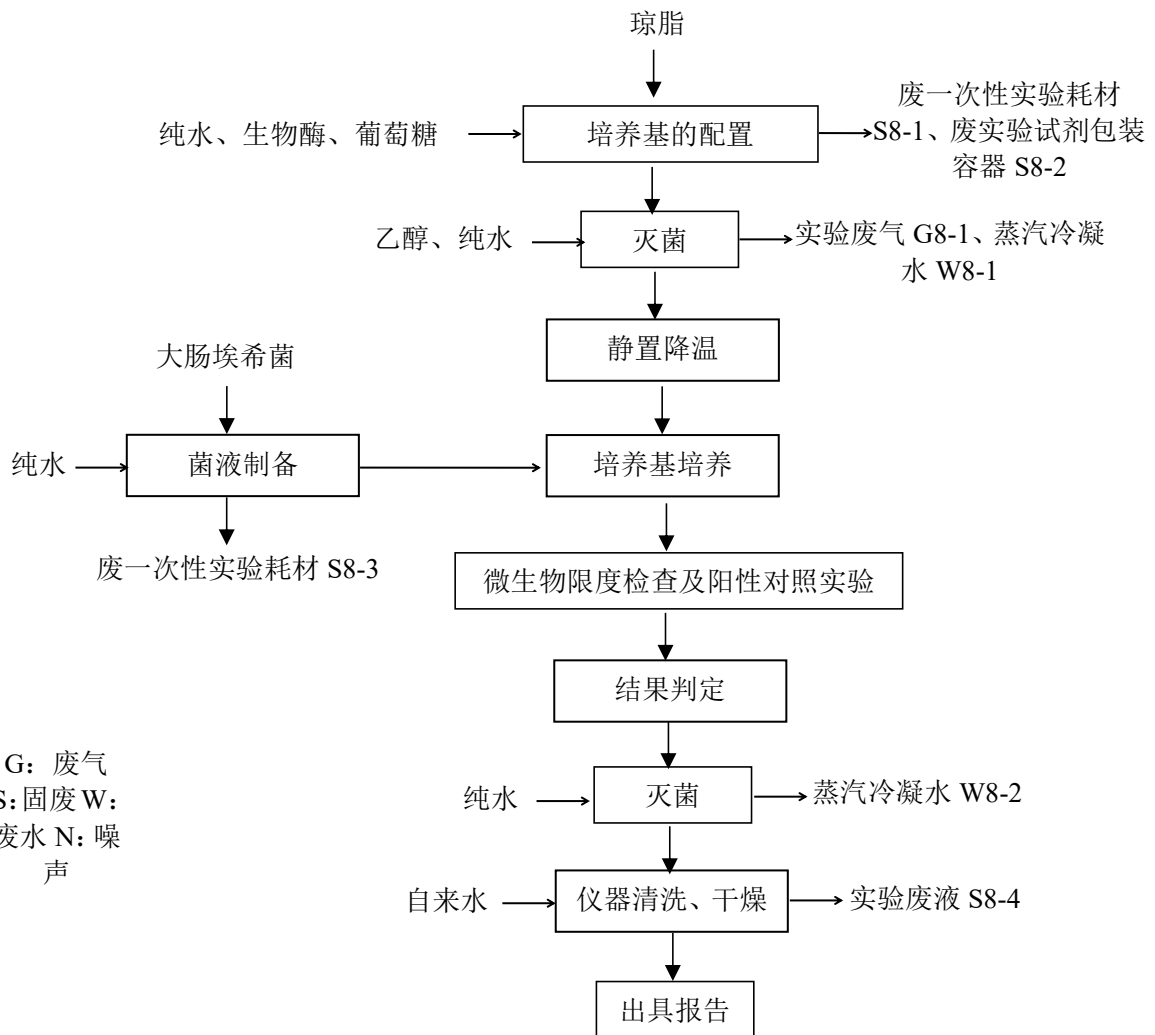 琼脂
纯水、生物酶、葡萄糖
培养基的配置
废一次性实验耗材
S8-1、废实验试剂包装
容器 S8-2
乙醇、纯水
灭菌
实验废气 G8-1、蒸汽冷凝
水 W8-1
静置降温
大肠埃希菌
纯水
菌液制备
培养基培养
废一次性实验耗材 S8-3
微生物限度检查及阳性对照实验
结果判定
G：废气
S:固废 W：
废水 N：噪
声
纯水
灭菌
蒸汽冷凝水 W8-2
自来水
仪器清洗、干燥
实验废液 S8-4
出具报告